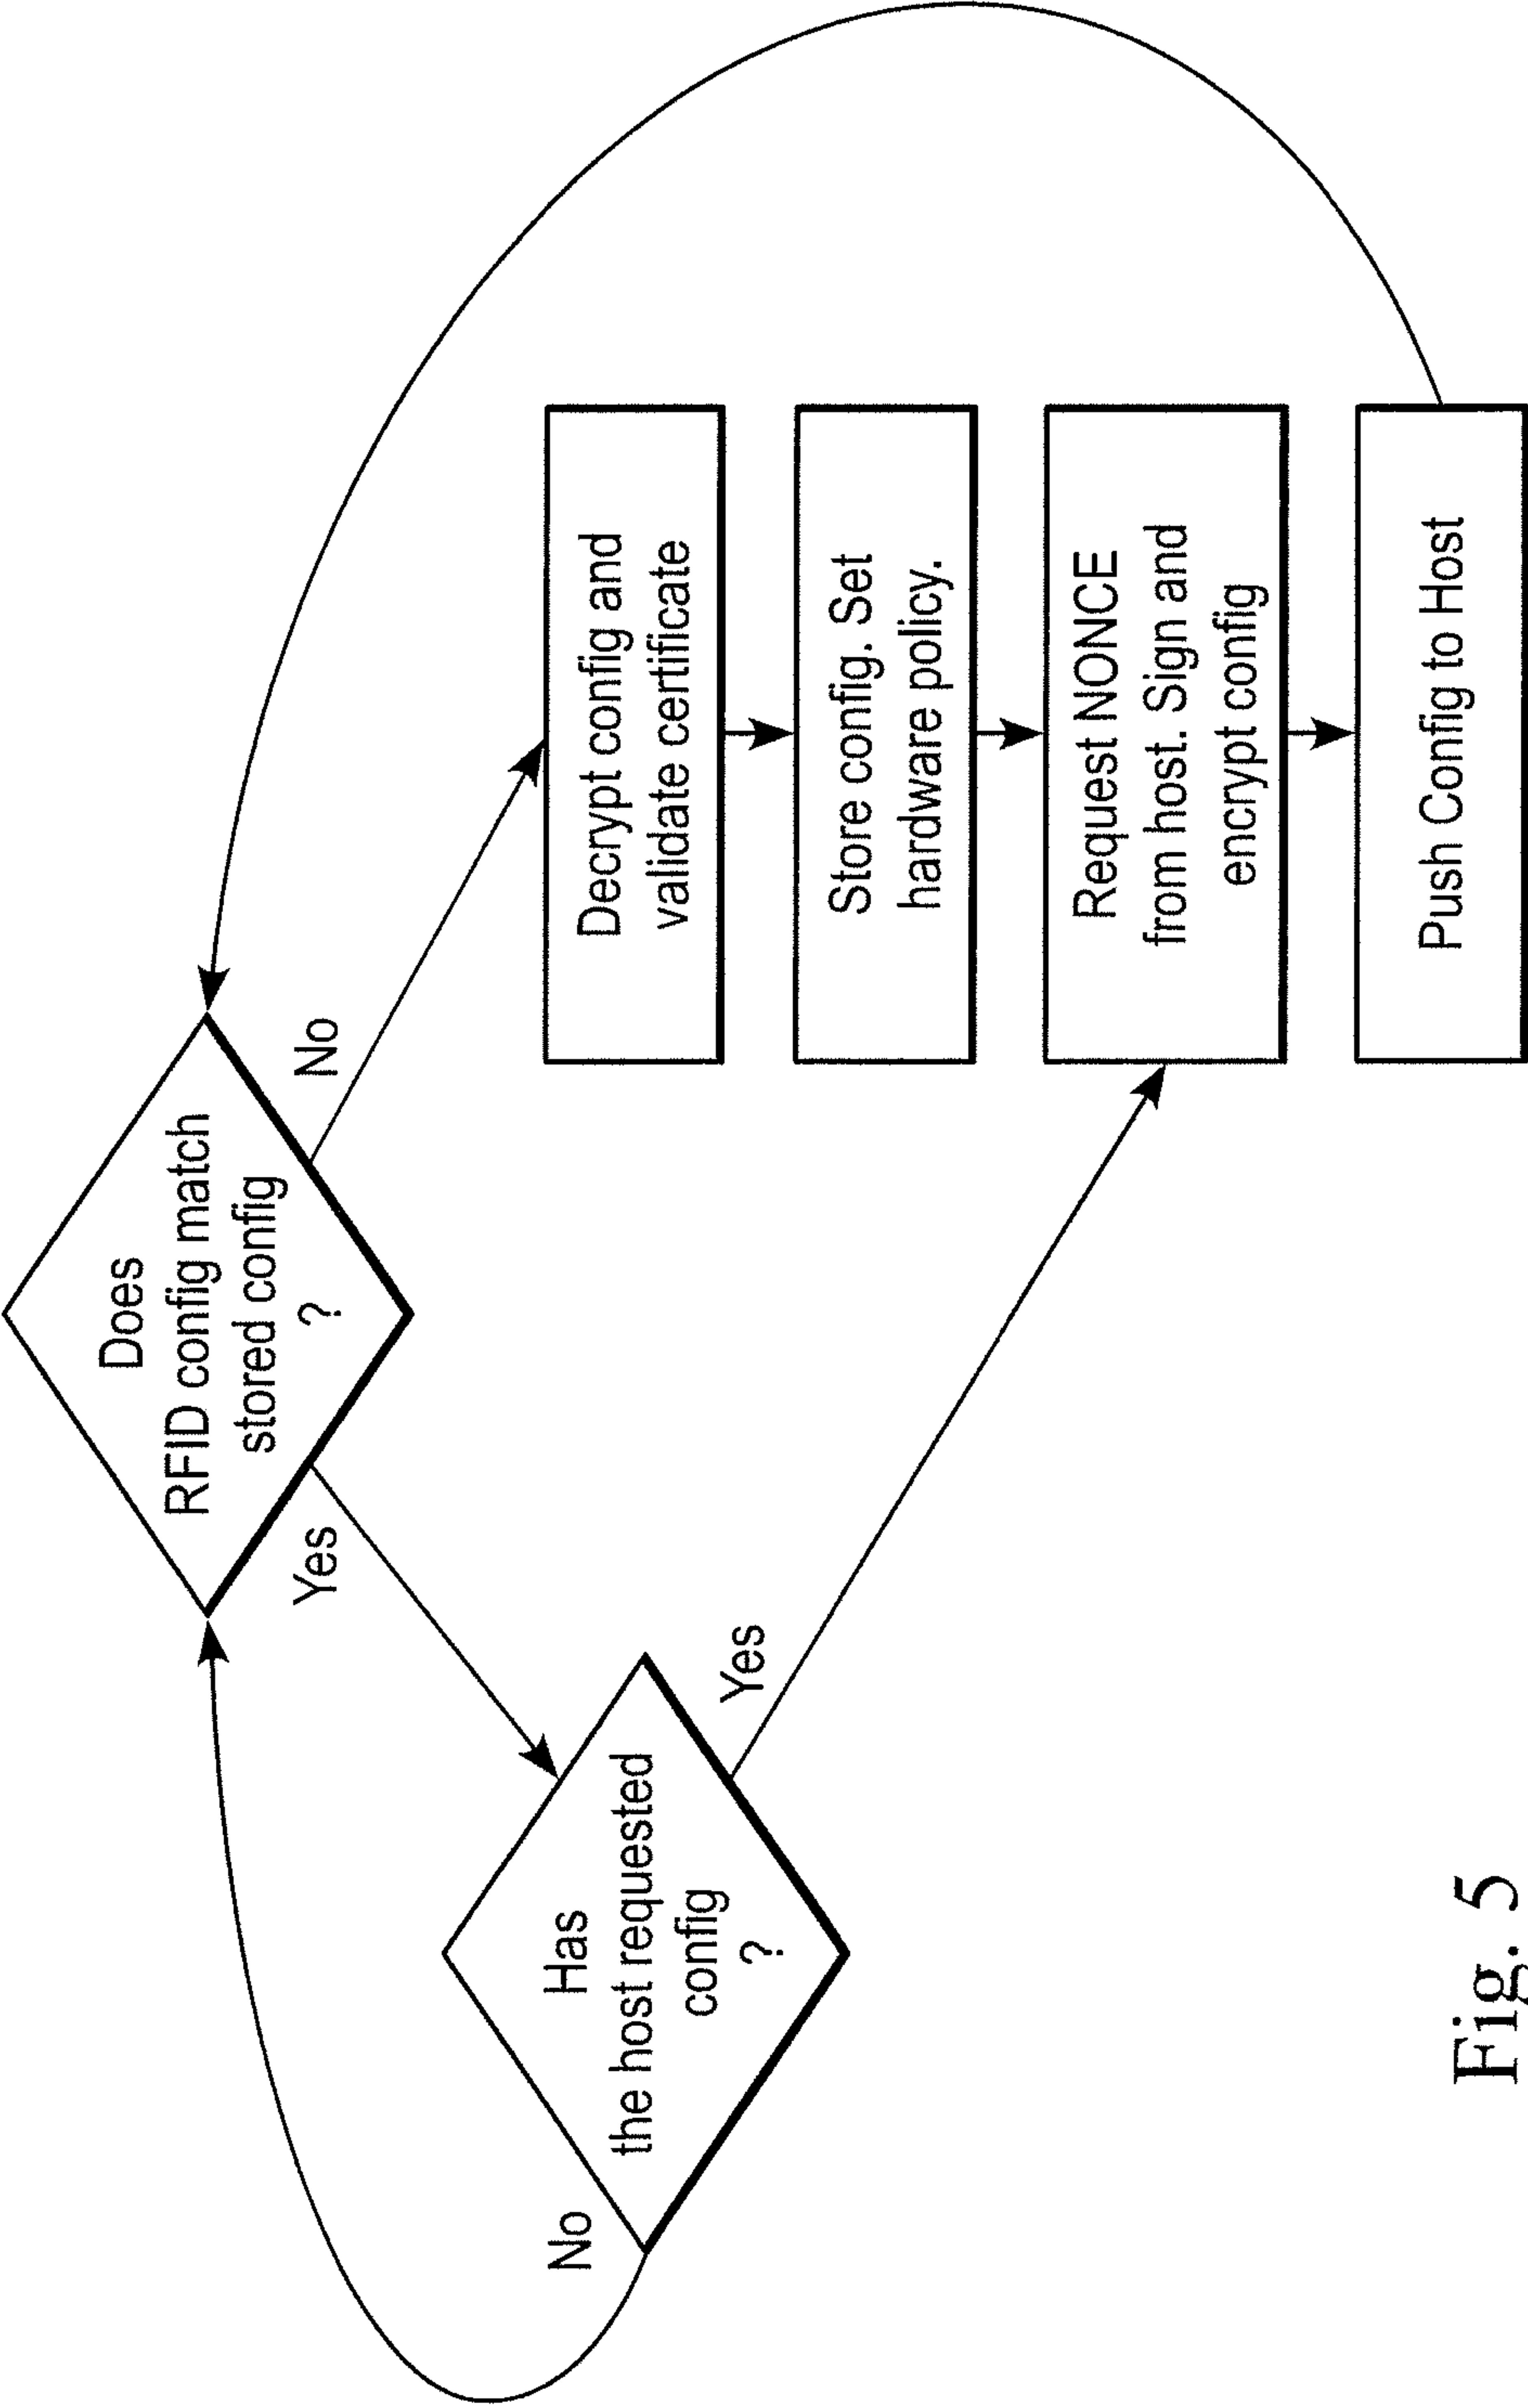 Does
RFID config match
stored config
?
Yes
No
Has
the host requested
config
?
No
Yes
Decrypt config and
validate certificate
Store config. Set
hardware policy.
Request NONCE
from host. Sign and
encrypt config
Push Config to Host
Fig. 5